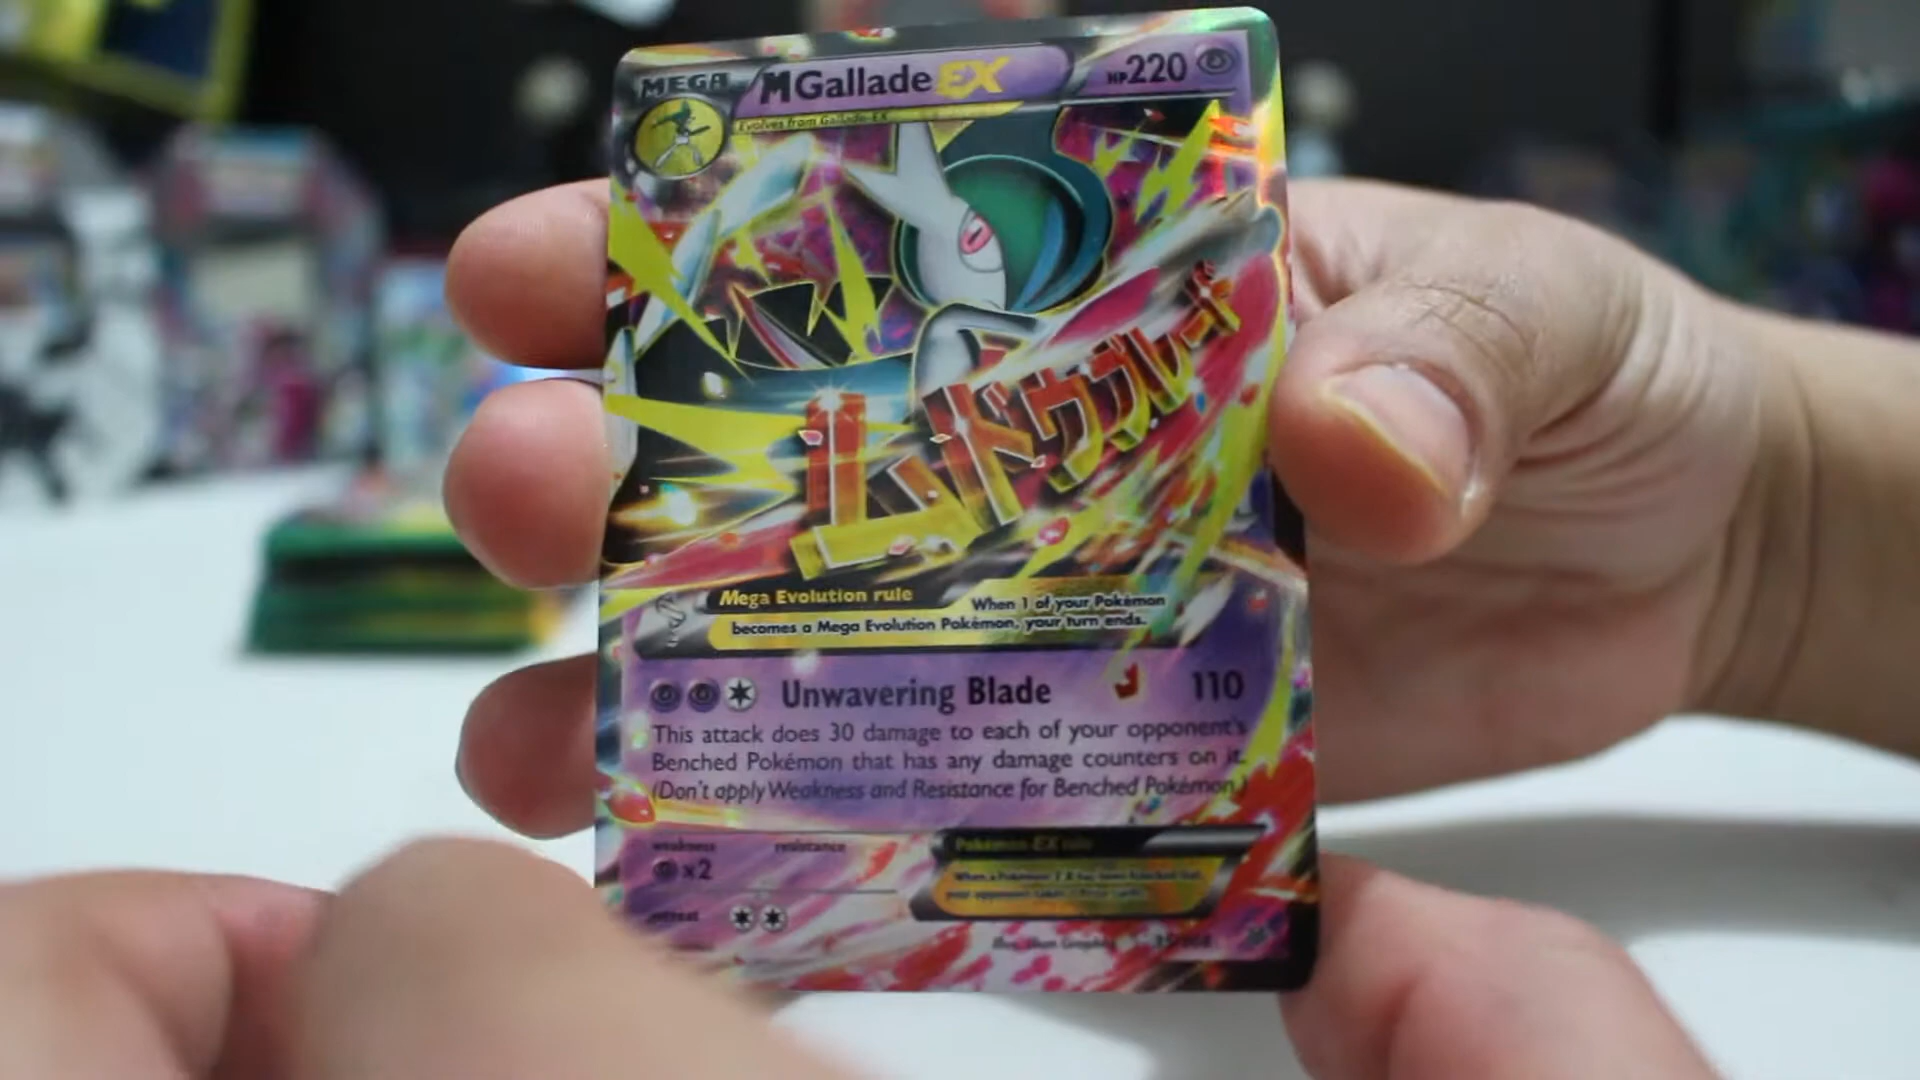 MEGA MGallade EX HP220
Evolves from Gallade-EX
ムドウブレード
Mega Evolution rule When 1 of your Pokémon
becomes a Mega Evolution Pokémon, your turn ends.
Unwavering Blade 110
This attack does 30 damage to each of your opponent's
Benched Pokémon that has any damage counters on it.
(Don't apply Weakness and Resistance for Benched Pokémon.)
weakness resistance
x2
Pokémon-EX rule
retreat